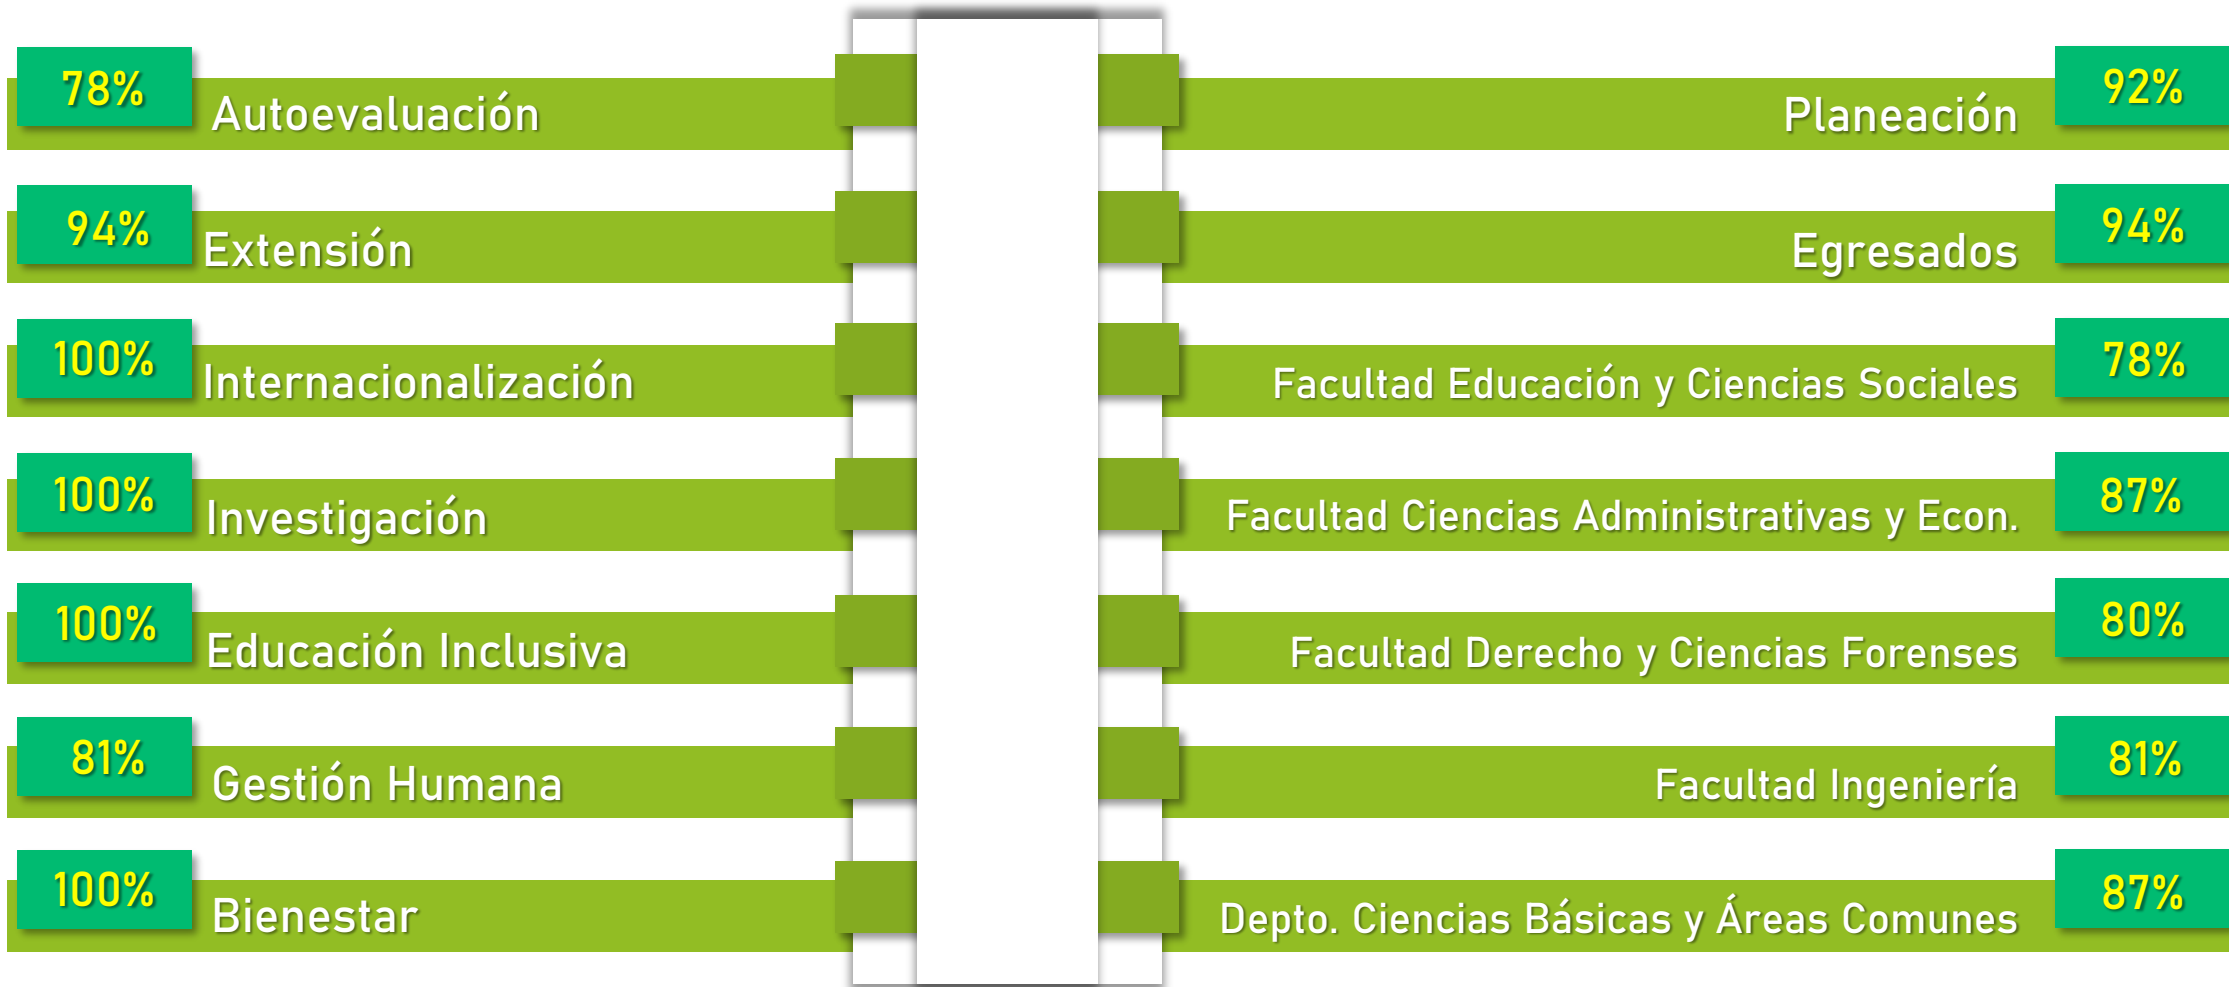 78%
Autoevaluación
94%
Extensión
100%
Internacionalización
100%
Investigación
100%
Educación Inclusiva
81%
Gestión Humana
100%
Bienestar
Planeación
92%
Egresados
94%
Facultad Educación y Ciencias Sociales
78%
Facultad Ciencias Administrativas y Econ.
87%
Facultad Derecho y Ciencias Forenses
80%
Facultad Ingeniería
81%
Depto. Ciencias Básicas y Áreas Comunes
87%